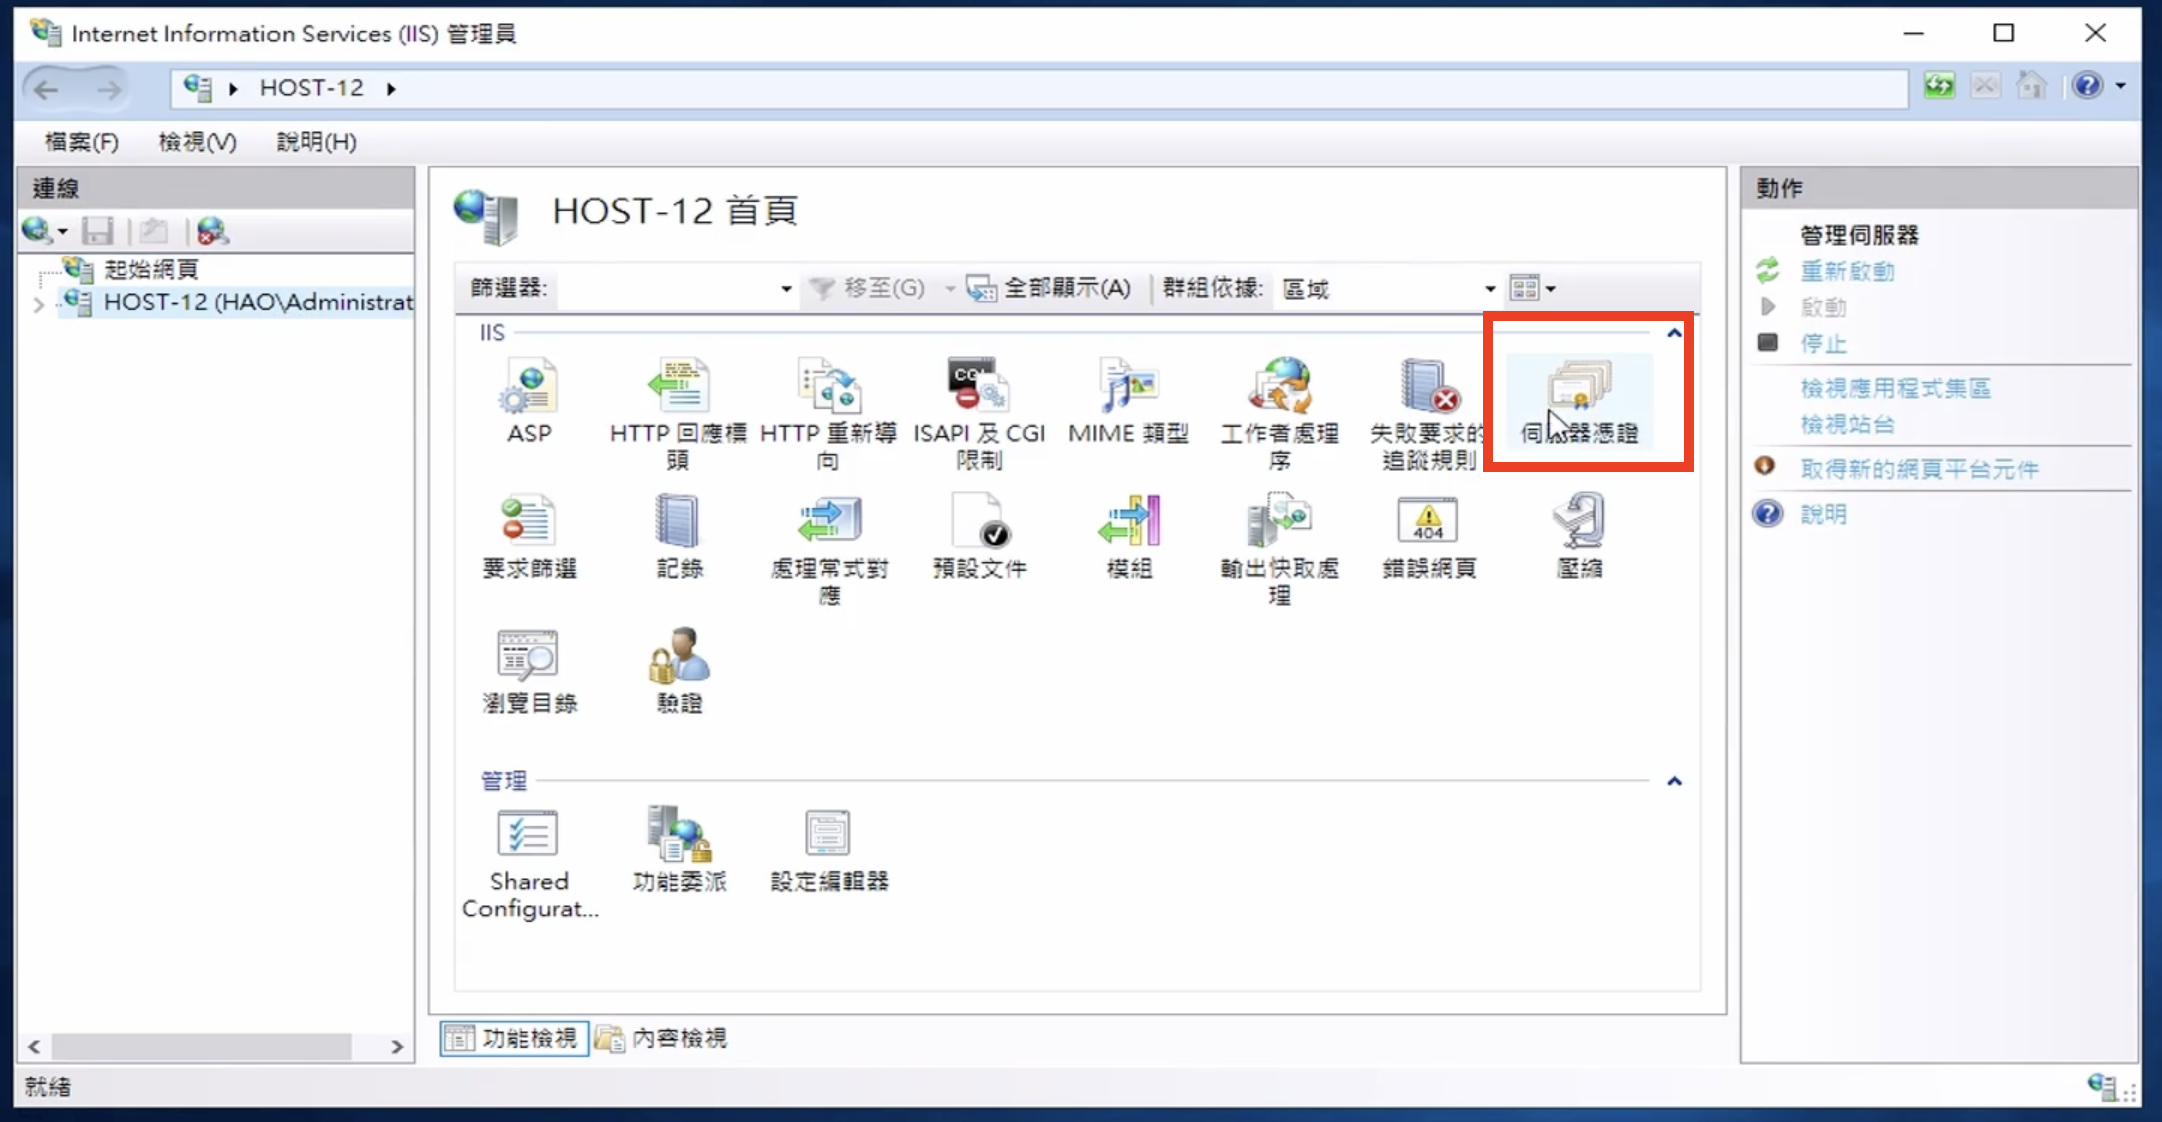 Internet Information Services (IIS) 管理員
HOST-12
檔案(F) 檢視(V) 說明(H)
連線
起始網頁
HOST-12 (HAO\Administrat
HOST-12 首頁
篩選器: 移至(G) 全部顯示(A) 群組依據: 區域
IIS
ASP
HTTP 回應標
頭
HTTP 重新導
向
ISAPI 及 CGI
限制
MIME 類型
工作者處理
序
失敗要求的
追蹤規則
伺服器憑證
要求篩選
記錄
處理常式對
應
預設文件
模組
輸出快取處
理
404
錯誤網頁
壓縮
瀏覽目錄
驗證
管理
Shared
Configurat...
功能委派
設定編輯器
功能檢視 內容檢視
動作
管理伺服器
重新啟動
啟動
停止
檢視應用程式集區
檢視站台
取得新的網頁平台元件
說明
就緒